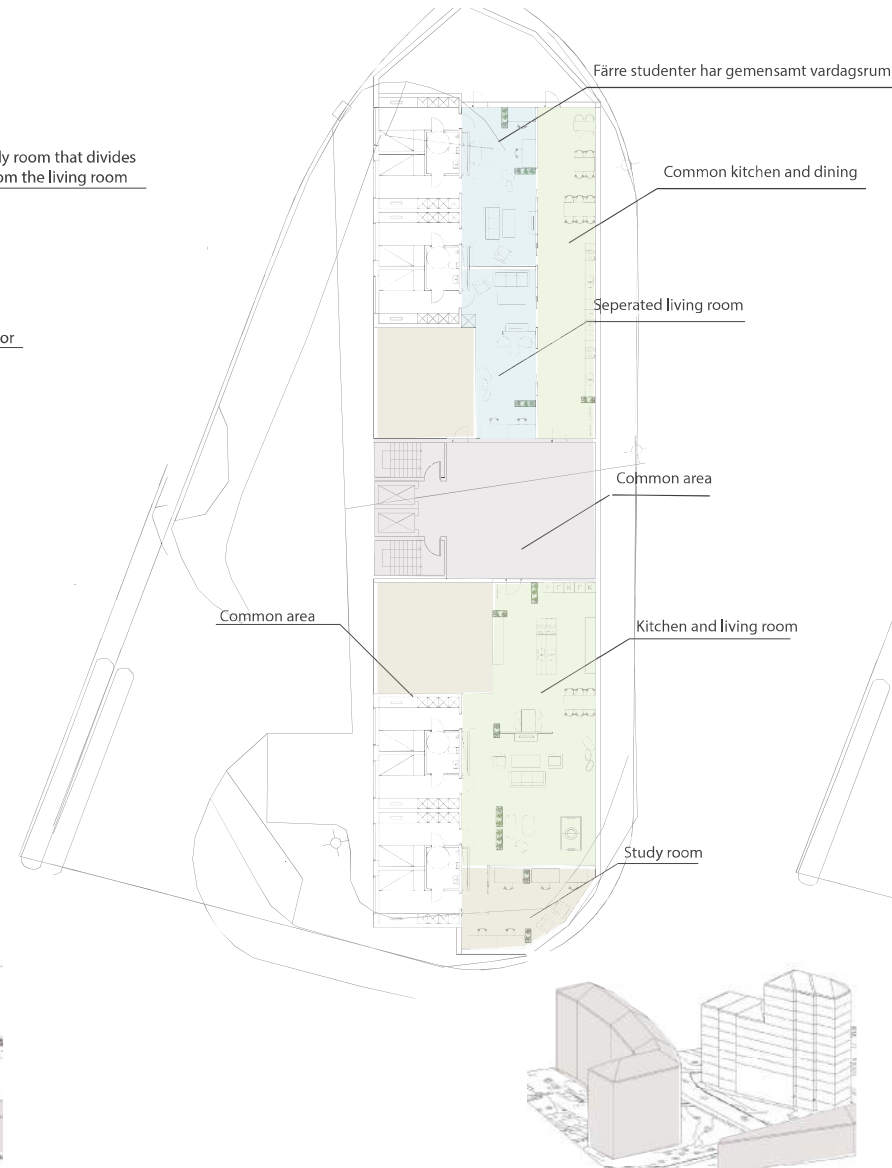 Färre studenter har gemensamt vardagsrum
y room that divides
om the living room
Common kitchen and dining
Seperated living room
or
Common area
Common area
Kitchen and living room
Study room